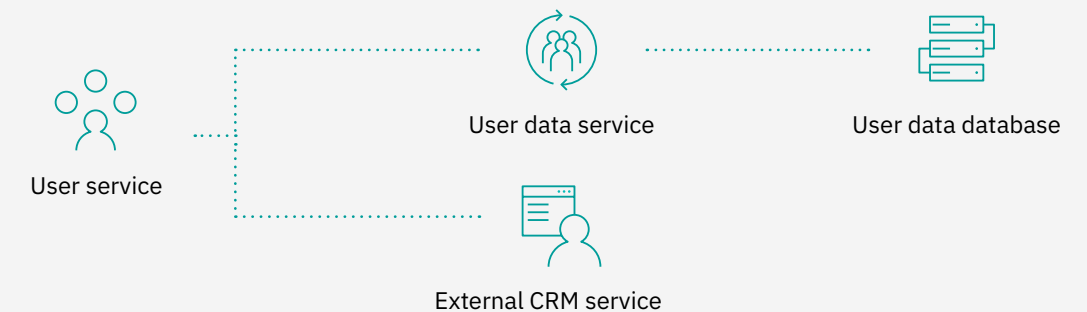 User data service
User data database
User service
External CRM service